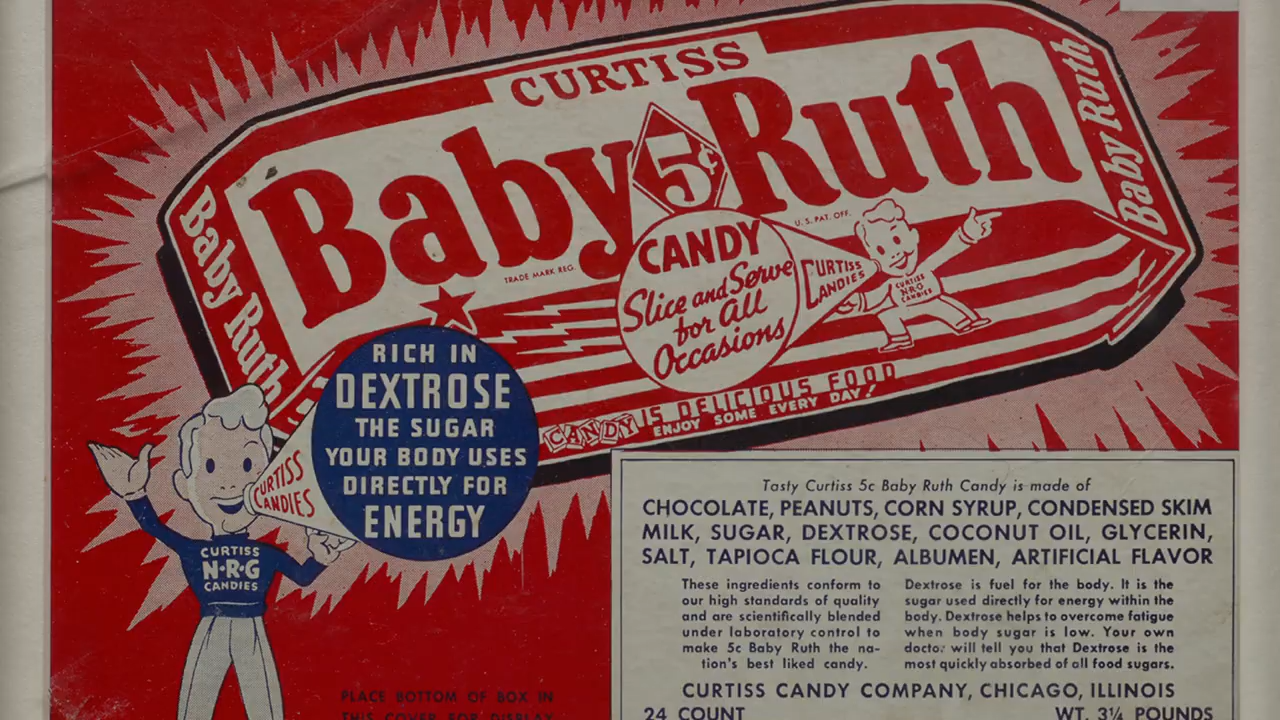 CURTISS
Baby Ruth
5¢
Baby Ruth
Baby Ruth
TRADE MARK REG.
U. S. PAT. OFF.
CANDY
Slice and Serve
for All
Occasions
CURTISS
CANDIES
CURTISS
N·R·G
CANDIES
CANDY IS DELICIOUS FOOD
ENJOY SOME EVERY DAY!
RICH IN
DEXTROSE
THE SUGAR
YOUR BODY USES
DIRECTLY FOR
ENERGY
CURTISS
CANDIES
CURTISS
N·R·G
CANDIES
PLACE BOTTOM OF BOX IN
THIS COVER FOR DISPLAY
Tasty Curtiss 5c Baby Ruth Candy is made of
CHOCOLATE, PEANUTS, CORN SYRUP, CONDENSED SKIM
MILK, SUGAR, DEXTROSE, COCONUT OIL, GLYCERIN,
SALT, TAPIOCA FLOUR, ALBUMEN, ARTIFICIAL FLAVOR
These ingredients conform to
our high standards of quality
and are scientifically blended
under laboratory control to
make 5c Baby Ruth the na-
tion's best liked candy.
Dextrose is fuel for the body. It is the
sugar used directly for energy within the
body. Dextrose helps to overcome fatigue
when body sugar is low. Your own
doctor will tell you that Dextrose is the
most quickly absorbed of all food sugars.
CURTISS CANDY COMPANY, CHICAGO, ILLINOIS
24 COUNT
WT. 3¼ POUNDS